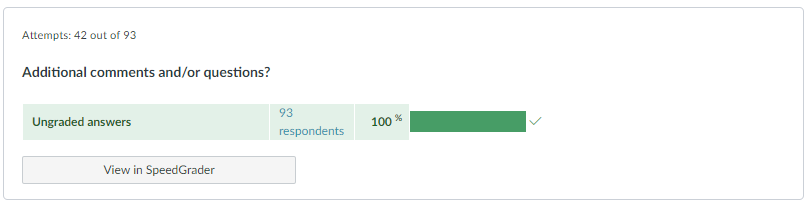 Attempts: 42 out of 93
Additional comments and/or questions?
Ungraded answers
93
respondents
100 %
View in SpeedGrader